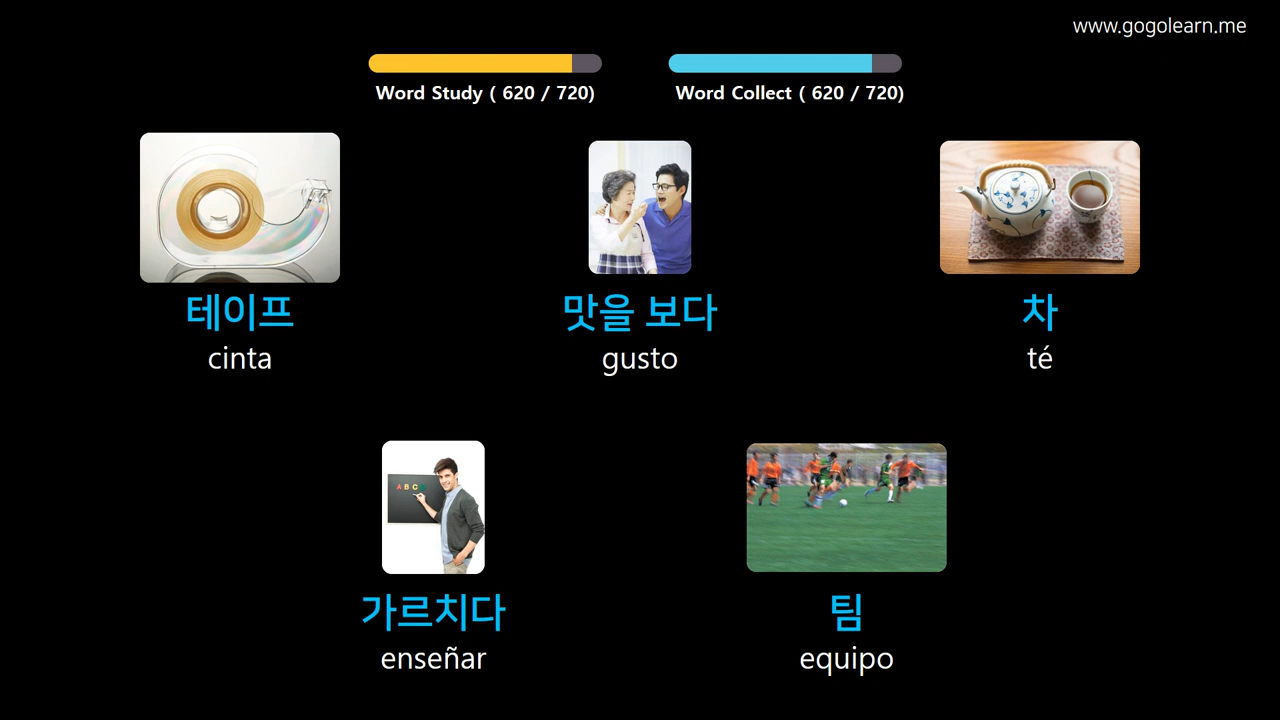 www.gogolearn.me
Word Study ( 620 / 720)
Word Collect ( 620 / 720)
테이프
cinta
맛을 보다
gusto
차
té
A B C
가르치다
enseñar
팀
equipo